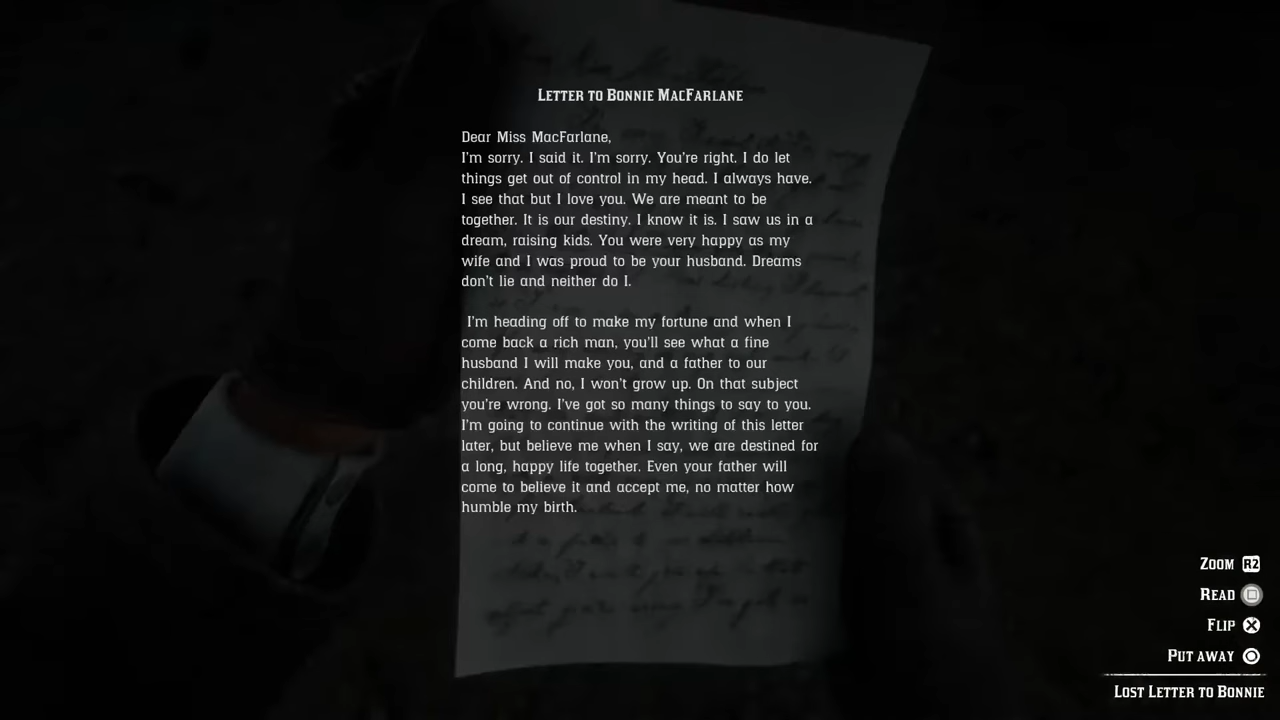 Letter to Bonnie MacFarlane
Dear Miss MacFarlane,
I'm sorry. I said it. I'm sorry. You're right. I do let
things get out of control in my head. I always have.
I see that but I love you. We are meant to be
together. It is our destiny. I know it is. I saw us in a
dream, raising kids. You were very happy as my
wife and I was proud to be your husband. Dreams
don't lie and neither do I.
I'm heading off to make my fortune and when I
come back a rich man, you'll see what a fine
husband I will make you, and a father to our
children. And no, I won't grow up. On that subject
you're wrong. I've got so many things to say to you.
I'm going to continue with the writing of this letter
later, but believe me when I say, we are destined for
a long, happy life together. Even your father will
come to believe it and accept me, no matter how
humble my birth.
Zoom R2
Read
Flip
Put away
Lost Letter to Bonnie